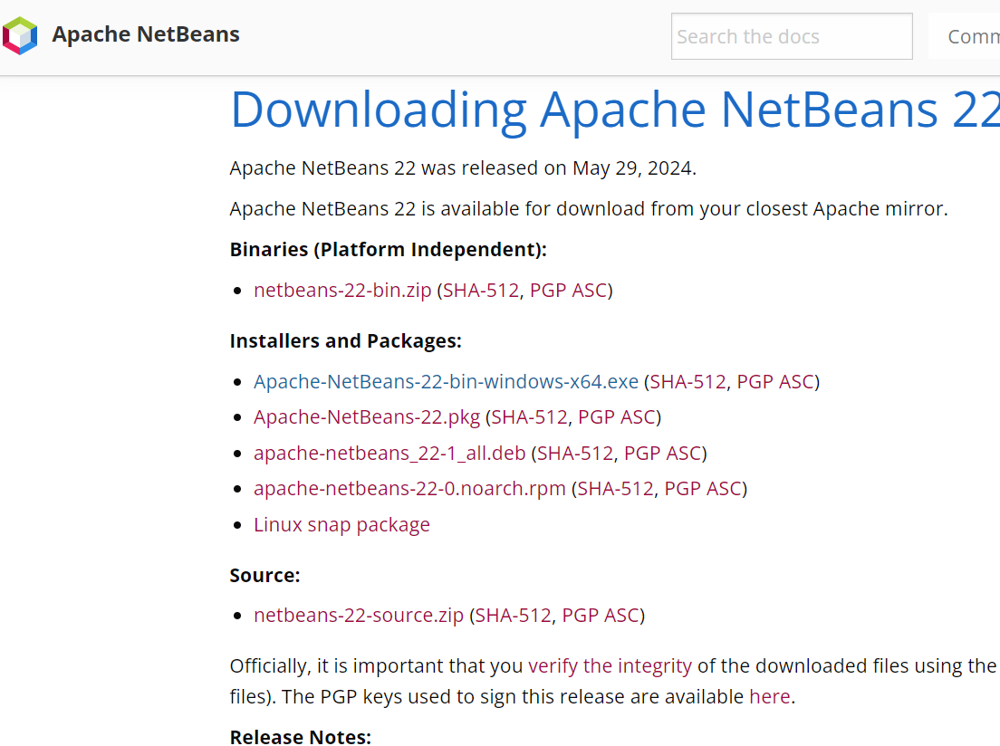 Apache NetBeans
Search the docs
Downloading Apache NetBeans 22
Apache NetBeans 22 was released on May 29, 2024.
Apache NetBeans 22 is available for download from your closest Apache mirror.
Binaries (Platform Independent):
netbeans-22-bin.zip (SHA-512, PGP ASC)
Installers and Packages:
Apache-NetBeans-22-bin-windows-x64.exe (SHA-512, PGP ASC)
Apache-NetBeans-22.pkg (SHA-512, PGP ASC)
apache-netbeans_22-1_all.deb (SHA-512, PGP ASC)
apache-netbeans-22-0.noarch.rpm (SHA-512, PGP ASC)
Linux snap package
Source:
netbeans-22-source.zip (SHA-512, PGP ASC)
Officially, it is important that you verify the integrity of the downloaded files using the
files). The PGP keys used to sign this release are available here.
Release Notes: